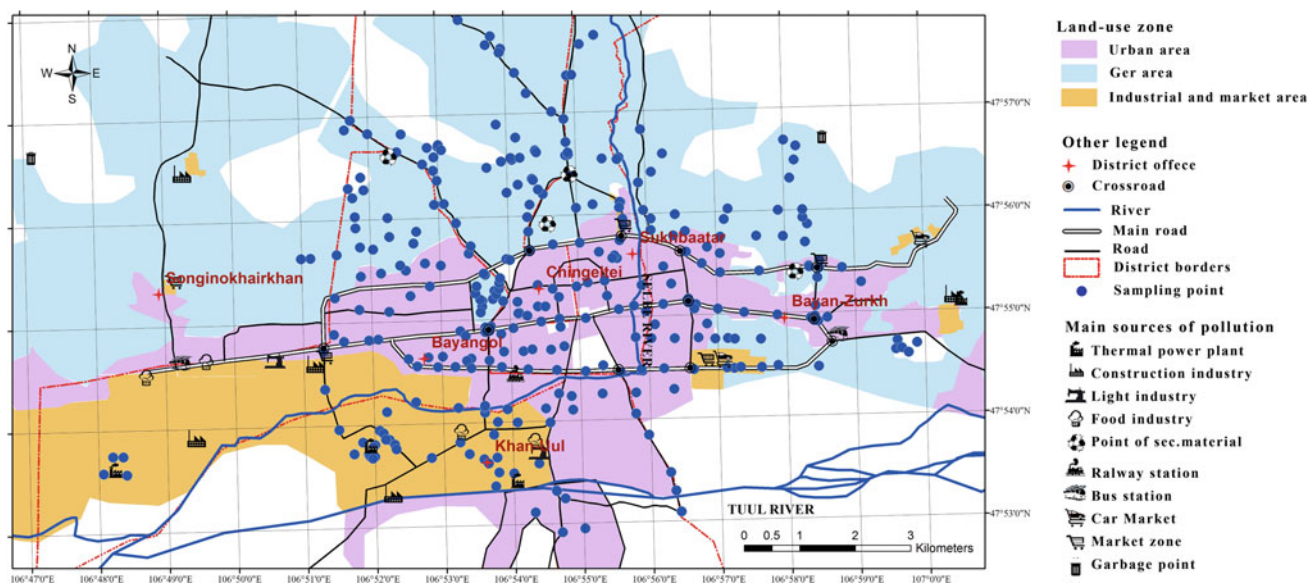 N
W E
S
47°57'0"N
47°56'0"N
47°55'0"N
47°54'0"N
47°53'0"N
Sukhbaatar
Songinokhairkhan
Chingeltei
Bayan-Zurkh
Bayangol
SELBE RIVER
Khan-Uul
TUUL RIVER
0 0.5 1 2 3
Kilometers
106°47'0"E 106°48'0"E 106°49'0"E 106°50'0"E 106°51'0"E 106°52'0"E 106°53'0"E 106°54'0"E 106°55'0"E 106°56'0"E 106°57'0"E 106°58'0"E 106°59'0"E 107°0'0"E
Land-use zone
Urban area
Ger area
Industrial and market area
Other legend
District offece
Crossroad
River
Main road
Road
District borders
Sampling point
Main sources of pollution
Thermal power plant
Construction industry
Light industry
Food industry
Point of sec.material
Ralway station
Bus station
Car Market
Market zone
Garbage point